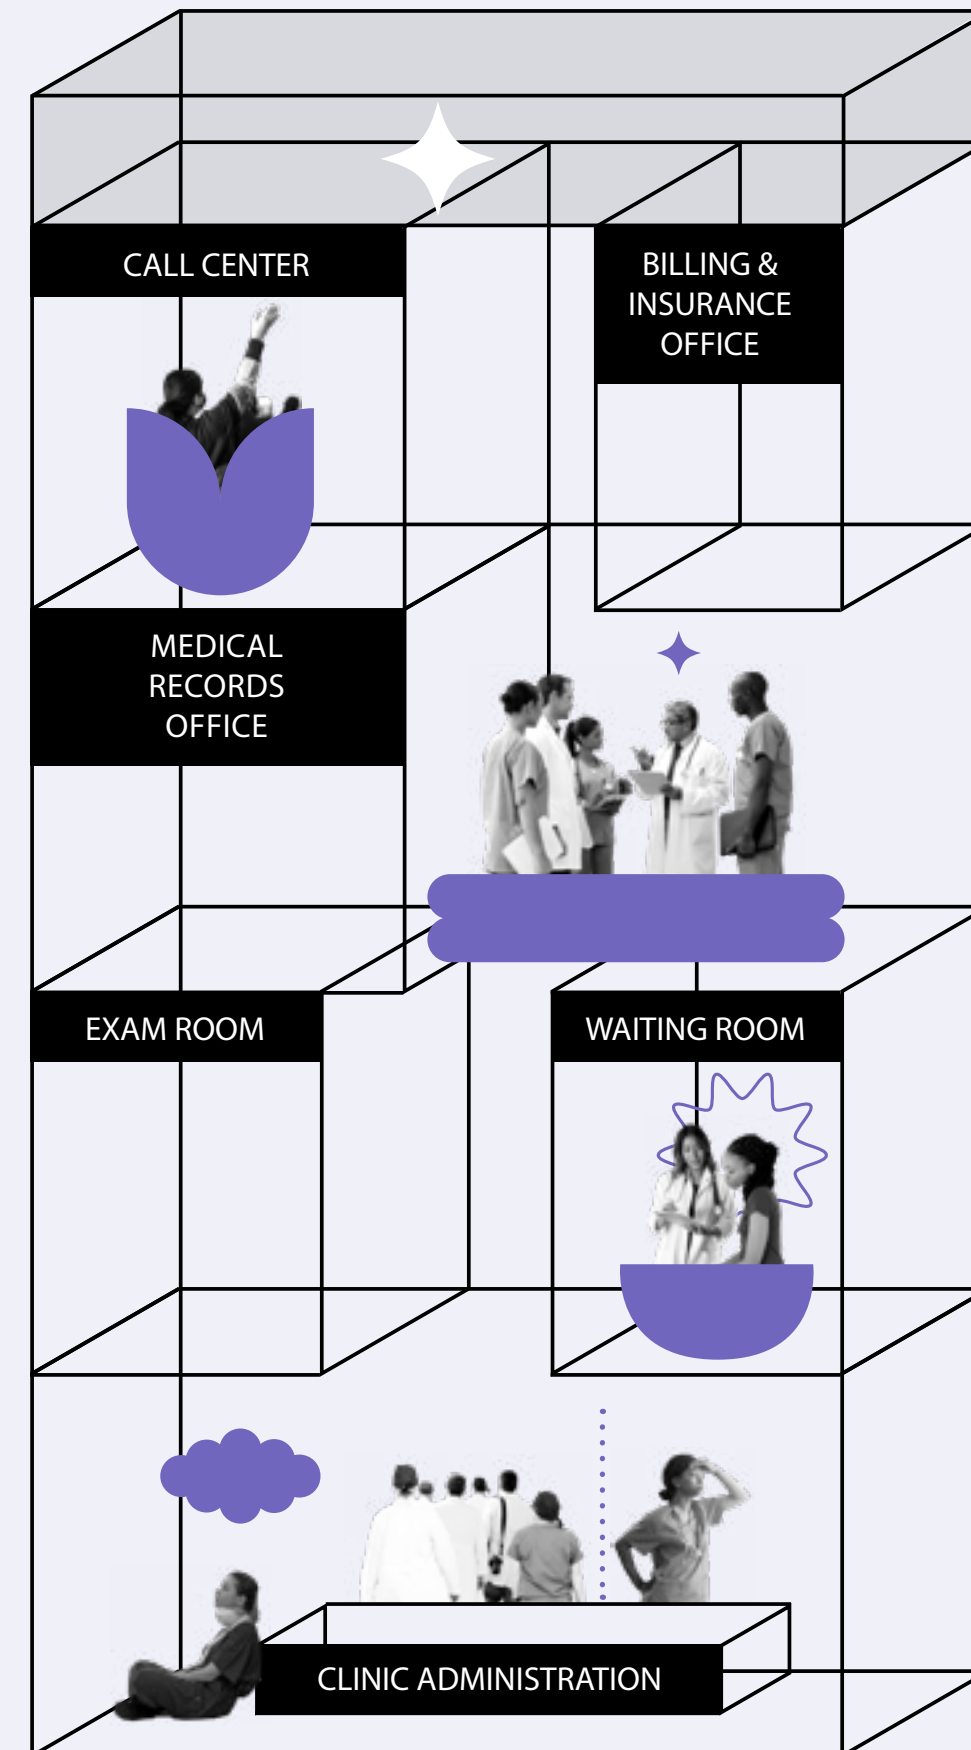 CALL CENTER
BILLING &
INSURANCE
OFFICE
MEDICAL
RECORDS
OFFICE
EXAM ROOM
WAITING ROOM
CLINIC ADMINISTRATION